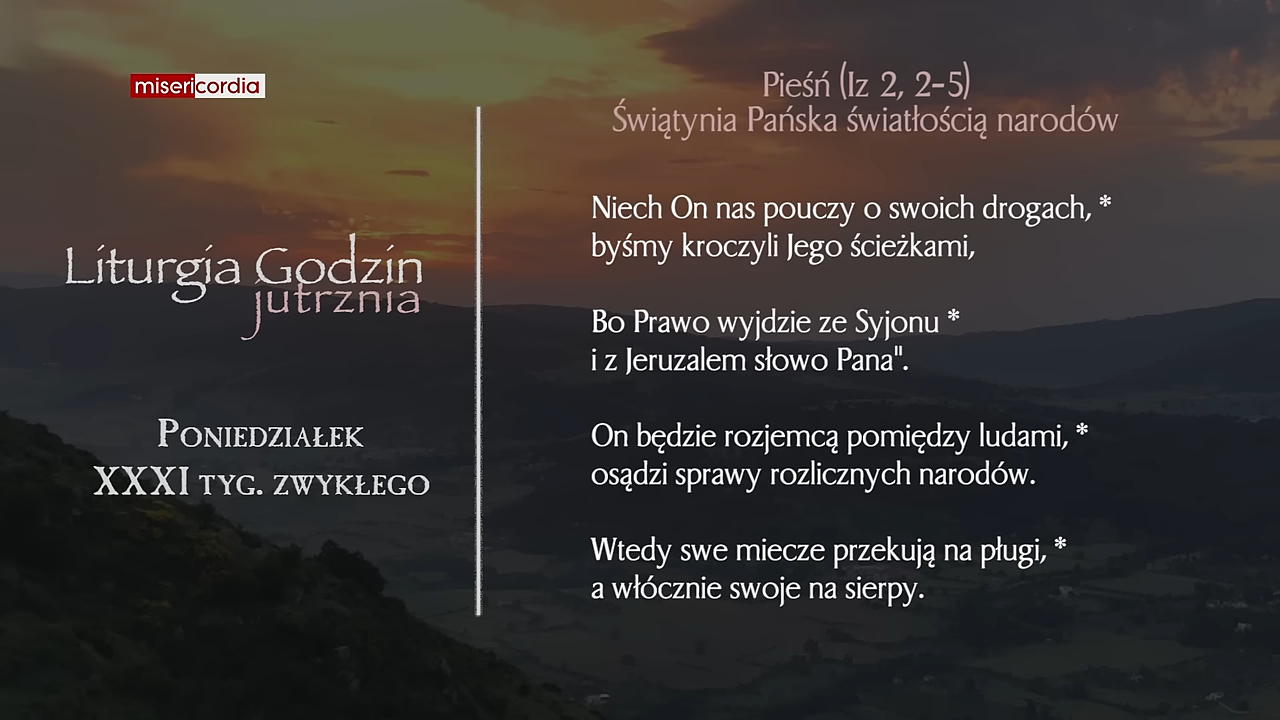 misericordia
Liturgia Godzin
jutrznia
Poniedziałek
XXXI tyg. zwykłego
Pieśń (Iz 2, 2-5)
Świątynia Pańska światłością narodów
Niech On nas pouczy o swoich drogach, *
byśmy kroczyli Jego ścieżkami,
Bo Prawo wyjdzie ze Syjonu *
i z Jeruzalem słowo Pana".
On będzie rozjemcą pomiędzy ludami, *
osądzi sprawy rozlicznych narodów.
Wtedy swe miecze przekują na pługi, *
a włócznie swoje na sierpy.